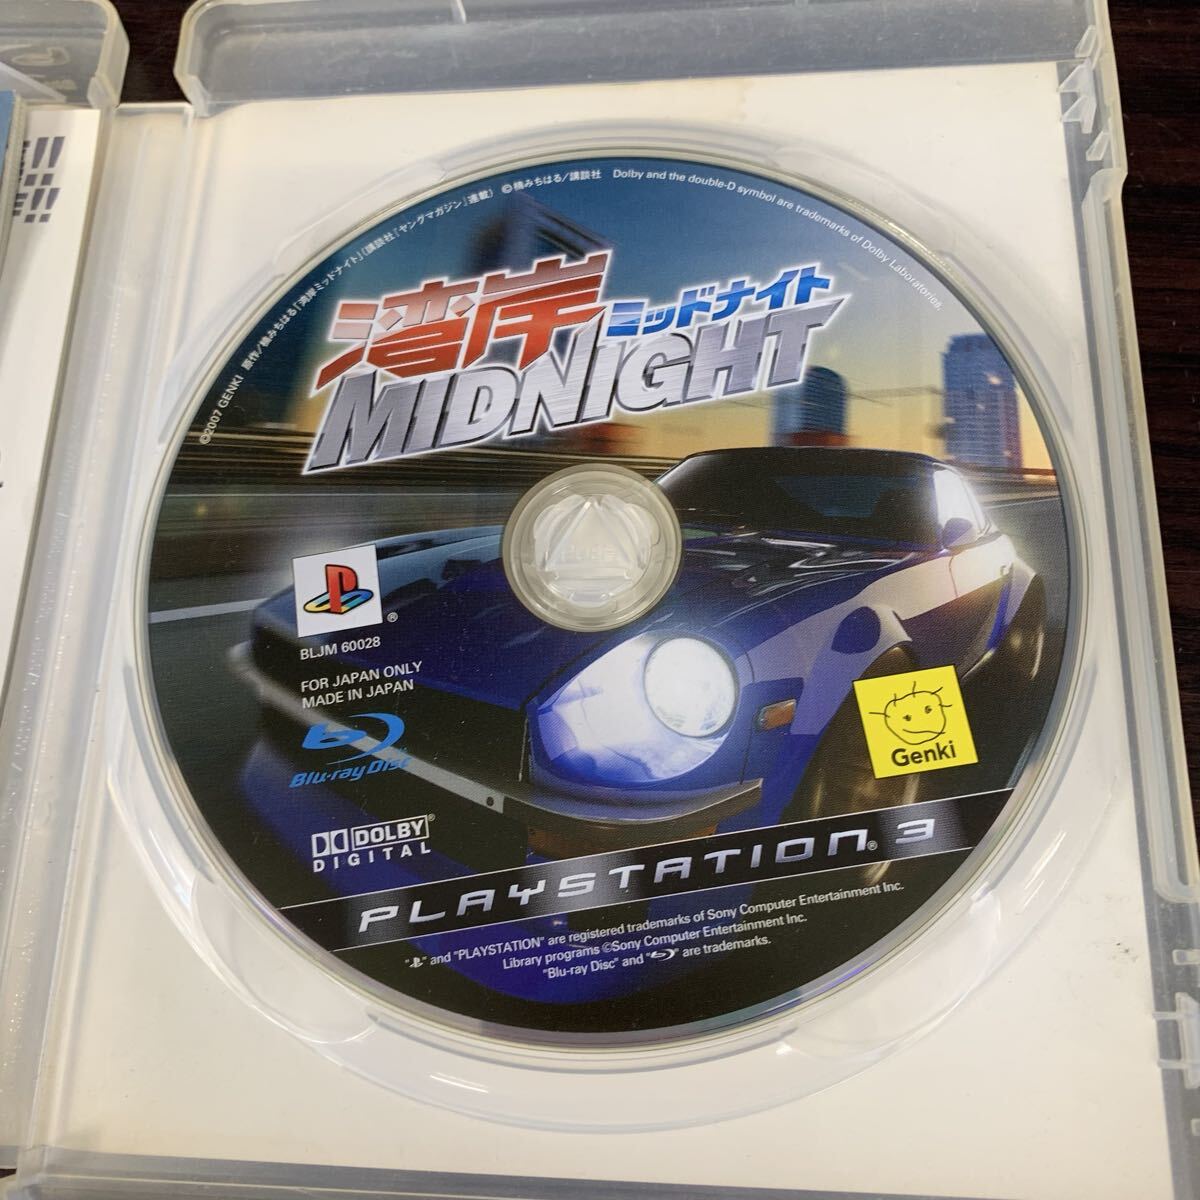 ©2007 GENKI 原作/楠みちはる「湾岸ミッドナイト」(講談社『ヤングマガジン』連載) ©楠みちはる/講談社 Dolby and the double-D symbol are trademarks of Dolby Laboratories.
湾岸 ミッドナイト
MIDNIGHT
BLJM 60028
FOR JAPAN ONLY
MADE IN JAPAN
Blu-ray Disc
Genki
DOLBY
DIGITAL
PLAYSTATION®3
" " and "PLAYSTATION" are registered trademarks of Sony Computer Entertainment Inc.
Library programs ©Sony Computer Entertainment Inc.
"Blu-ray Disc" and " " are trademarks.